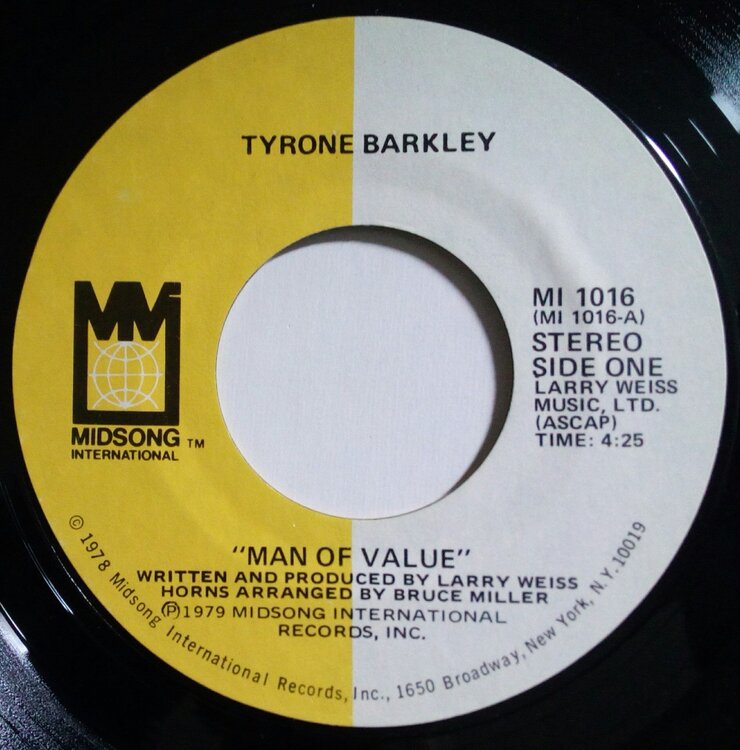 TYRONE BARKLEY
MM
MIDSONG ™
INTERNATIONAL
MI 1016
(MI 1016-A)
STEREO
SIDE ONE
LARRY WEISS
MUSIC, LTD.
(ASCAP)
TIME: 4:25
"MAN OF VALUE"
WRITTEN AND PRODUCED BY LARRY WEISS
HORNS ARRANGED BY BRUCE MILLER
Ⓟ1979 MIDSONG INTERNATIONAL
RECORDS, INC.
© 1978 Midsong International Records, Inc., 1650 Broadway, New York, N.Y. 10019